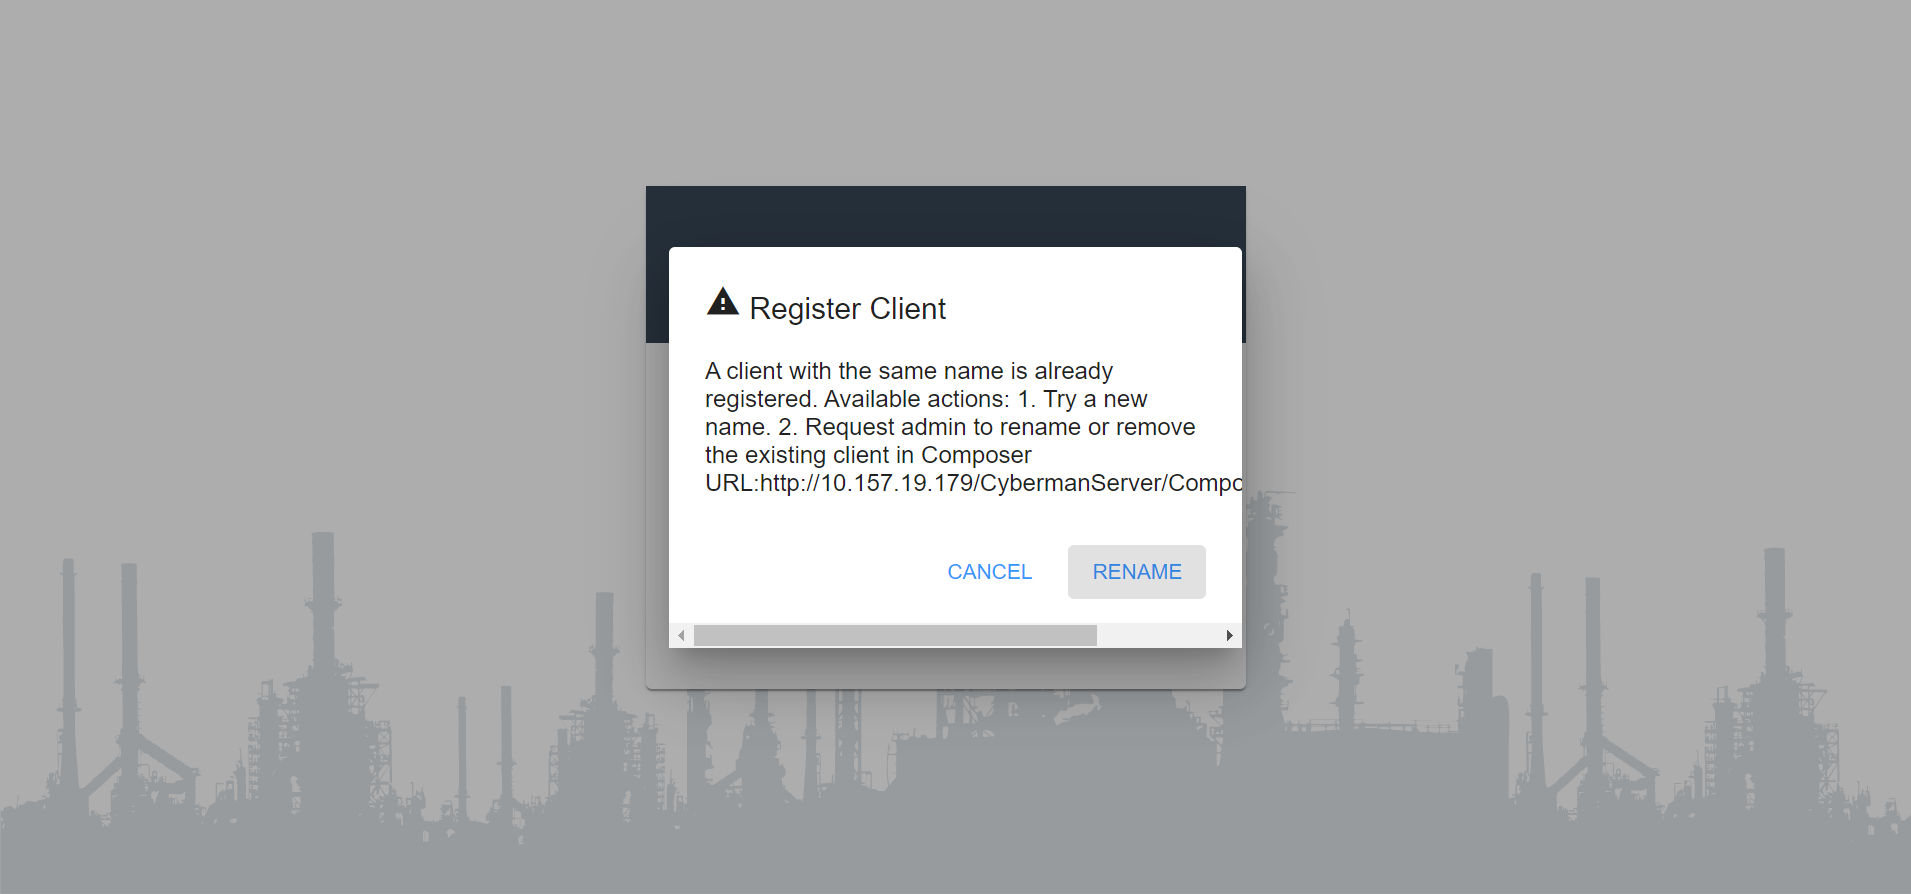 Register Client
A client with the same name is already
registered. Available actions: 1. Try a new
name. 2. Request admin to rename or remove
the existing client in Composer
URL:http://10.157.19.179/CybermanServer/Compo
CANCEL RENAME